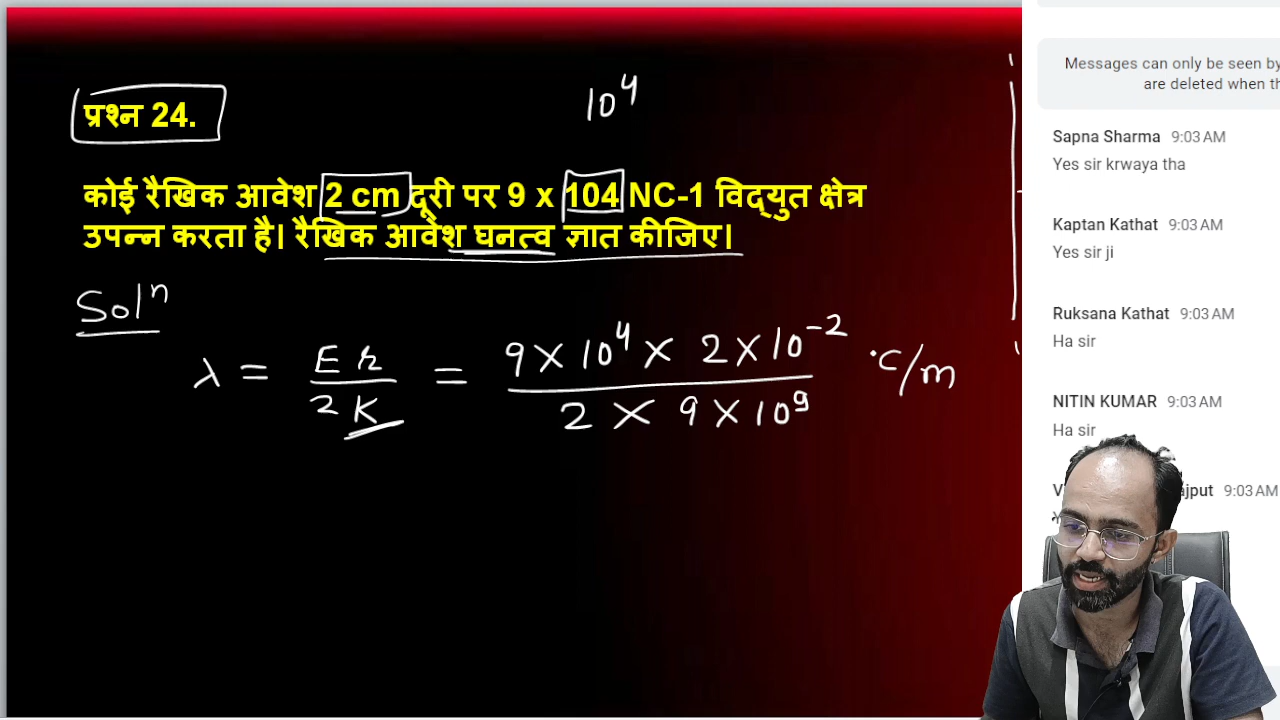 प्रश्न 24.
10⁴
कोई रैखिक आवेश 2 cm दूरी पर 9 x 104 NC-1 विद्युत क्षेत्र
उपन्न करता है। रैखिक आवेश घनत्व ज्ञात कीजिए।
Solⁿ
λ = E r / 2 K = 9 × 10⁴ × 2 × 10⁻² / 2 × 9 × 10⁹ C/m
Messages can only be seen by
are deleted when th
Sapna Sharma 9:03 AM
Yes sir krwaya tha
Kaptan Kathat 9:03 AM
Yes sir ji
Ruksana Kathat 9:03 AM
Ha sir
NITIN KUMAR 9:03 AM
Ha sir
ajput 9:03 AM